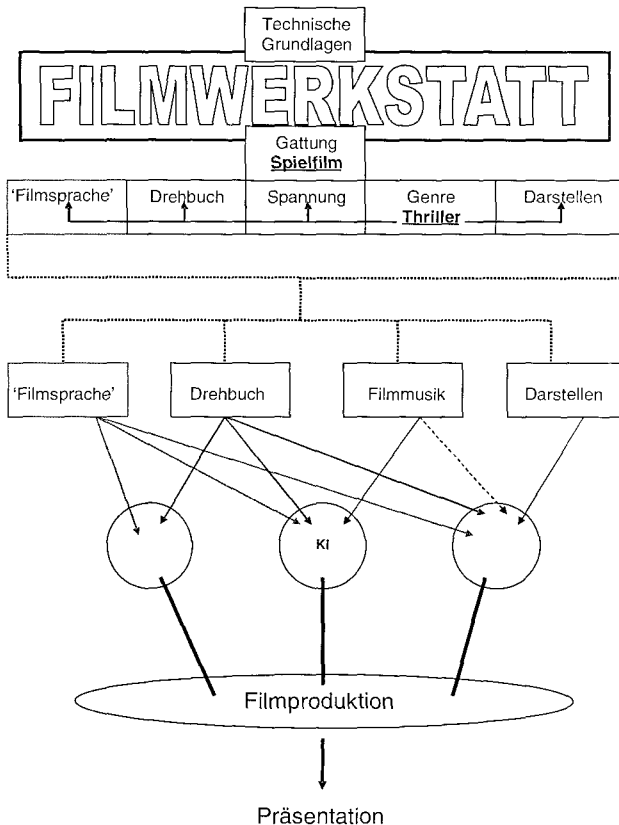 Technische
Grundlagen
FILMWERKSTATT
Gattung
Spielfilm
'Filmsprache' Drehbuch Spannung Genre Darstellen
Thriller
'Filmsprache' Drehbuch Filmmusik Darstellen
KI
Filmproduktion
Präsentation